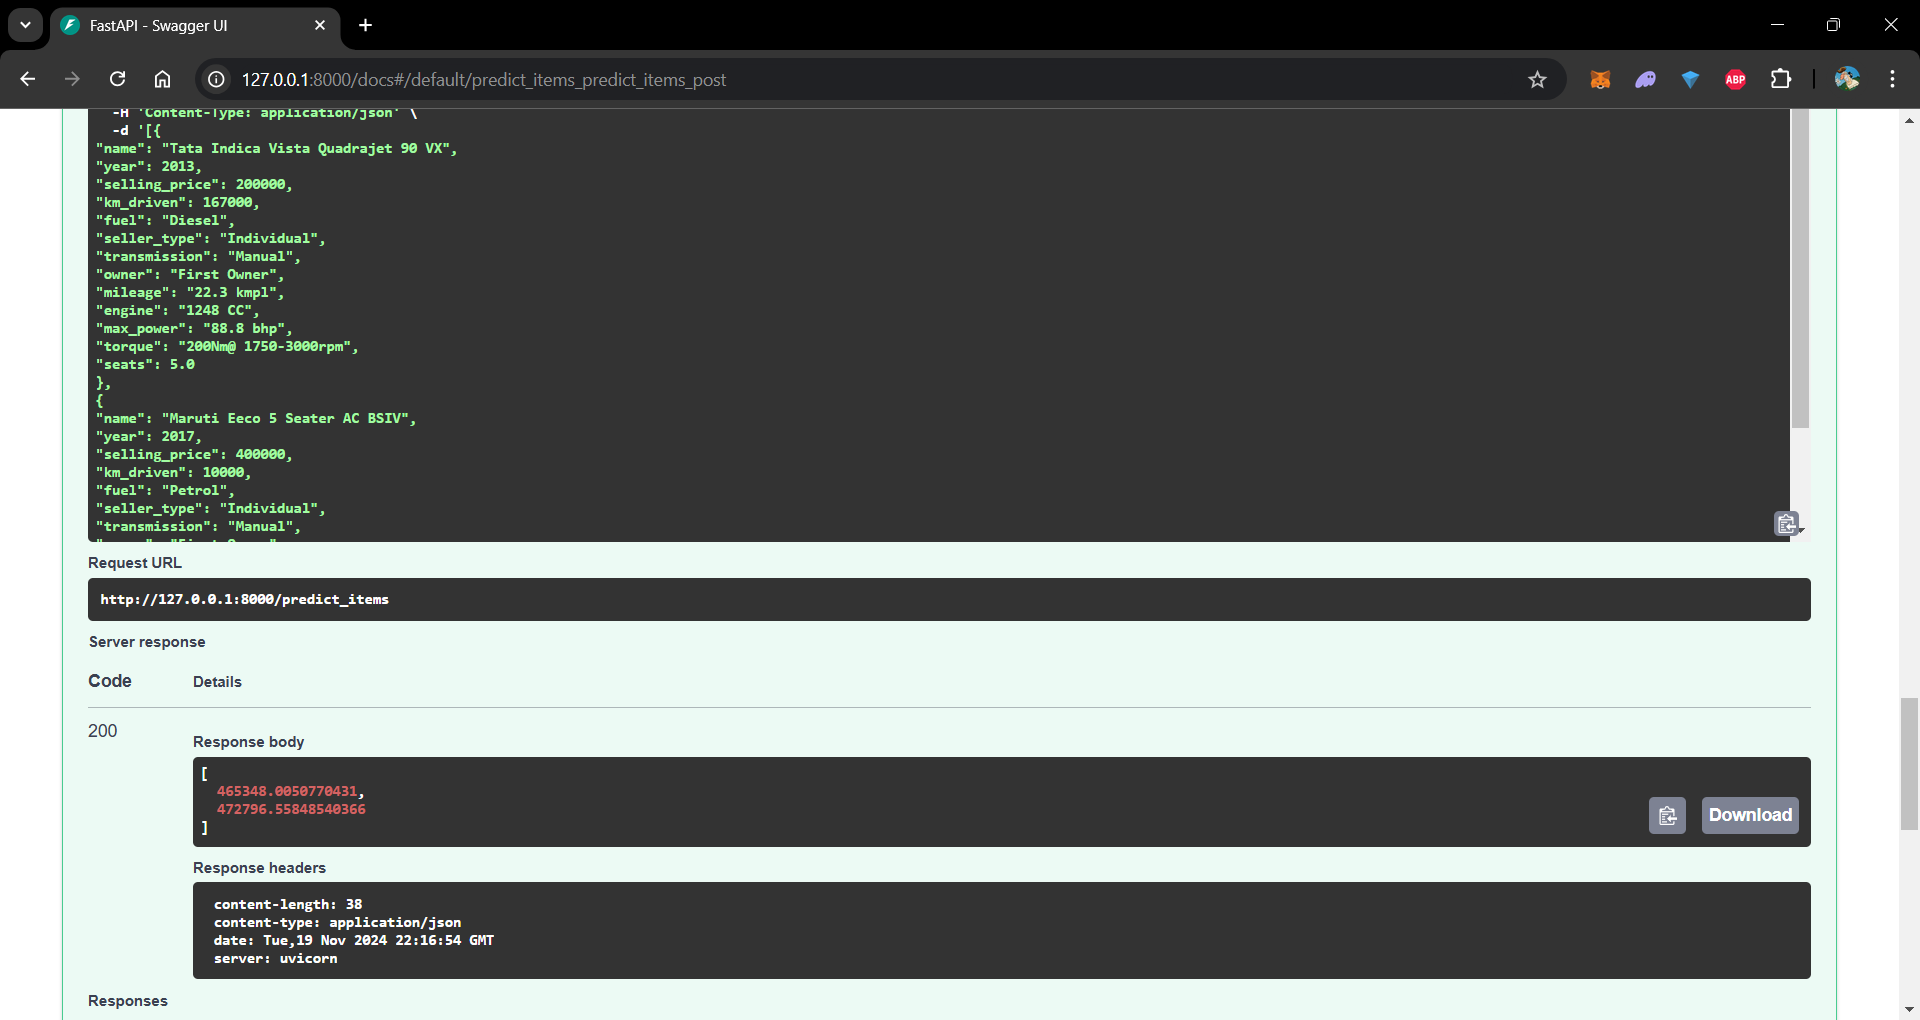 FastAPI - Swagger UI
127.0.0.1:8000/docs#/default/predict_items_predict_items_post
ABP
-H 'Content-Type: application/json' \
-d '[{
"name": "Tata Indica Vista Quadrajet 90 VX",
"year": 2013,
"selling_price": 200000,
"km_driven": 167000,
"fuel": "Diesel",
"seller_type": "Individual",
"transmission": "Manual",
"owner": "First Owner",
"mileage": "22.3 kmpl",
"engine": "1248 CC",
"max_power": "88.8 bhp",
"torque": "200Nm@ 1750-3000rpm",
"seats": 5.0
},
{
"name": "Maruti Eeco 5 Seater AC BSIV",
"year": 2017,
"selling_price": 400000,
"km_driven": 10000,
"fuel": "Petrol",
"seller_type": "Individual",
"transmission": "Manual",
Request URL
http://127.0.0.1:8000/predict_items
Server response
Code Details
200
Response body
[
465348.0050770431,
472796.55848540366
]
Download
Response headers
content-length: 38
content-type: application/json
date: Tue,19 Nov 2024 22:16:54 GMT
server: uvicorn
Responses